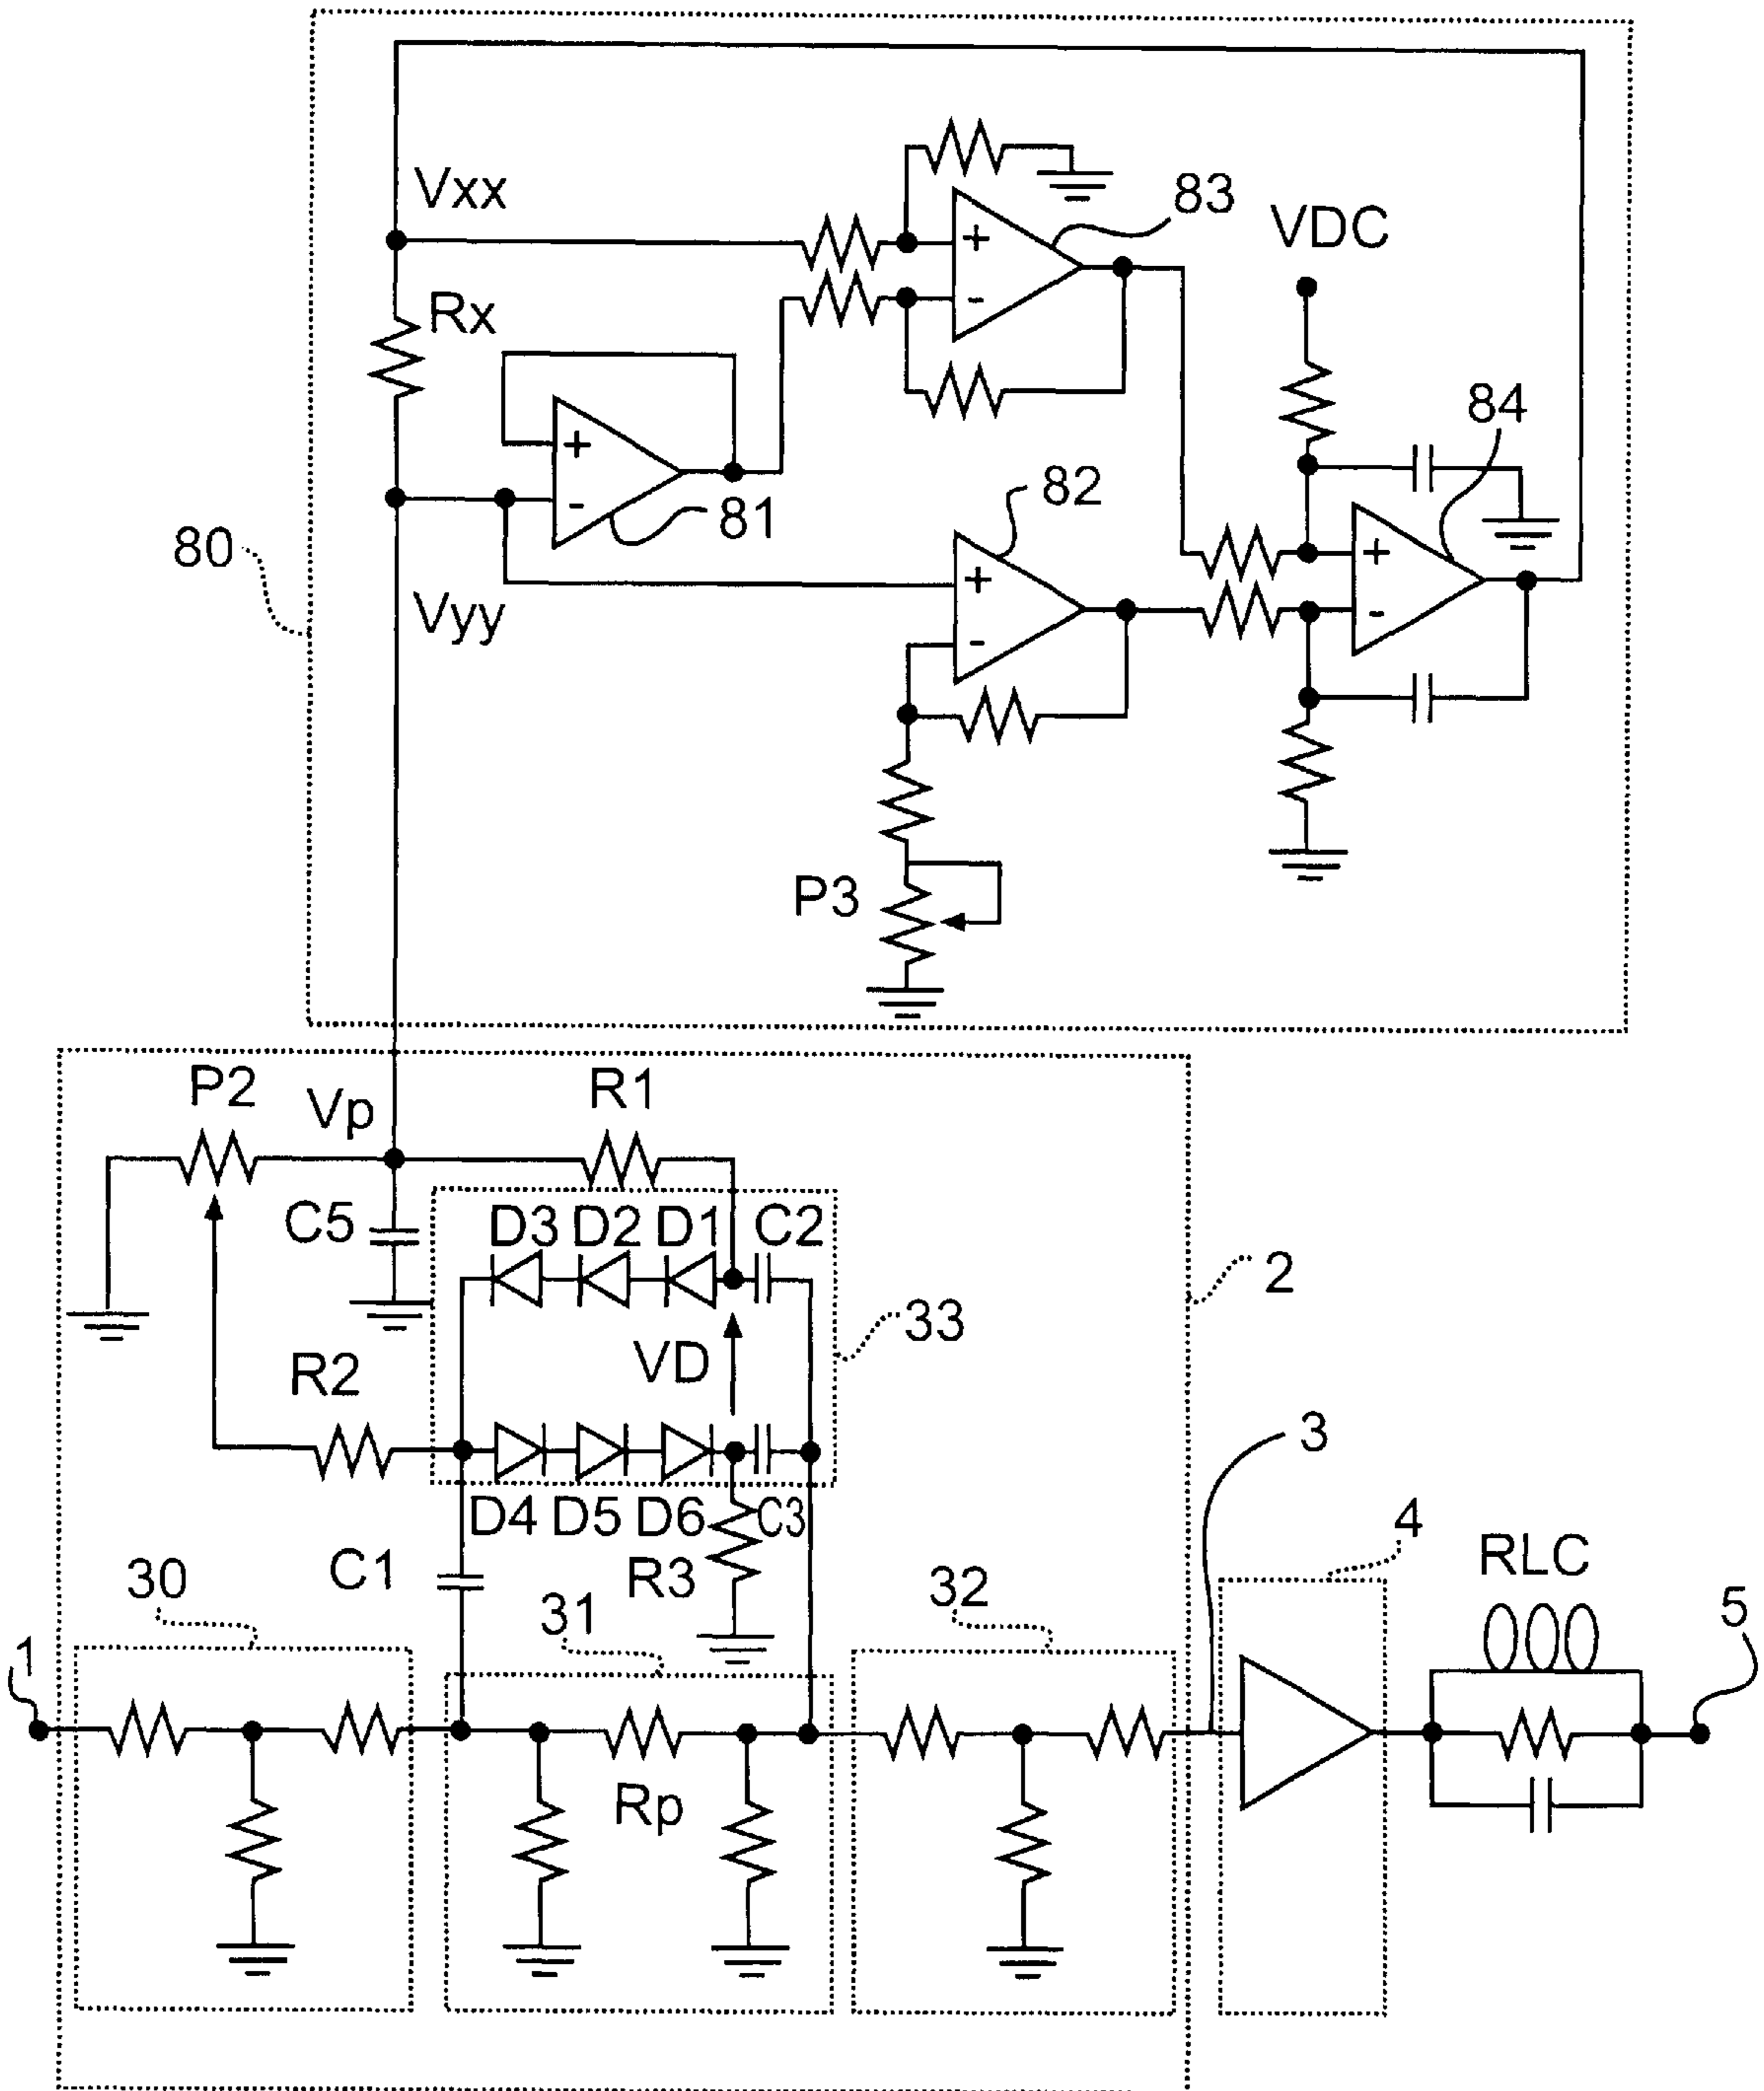 Vxx
83
VDC
Rx
+
-
84
+
-
81
82
80
Vyy
+
-
+
-
P3
P2
Vp
R1
C5
D3 D2 D1 C2
2
33
VD
R2
3
D4 D5 D6 C3
4
C1
R3
RLC
30
31
32
5
1
Rp